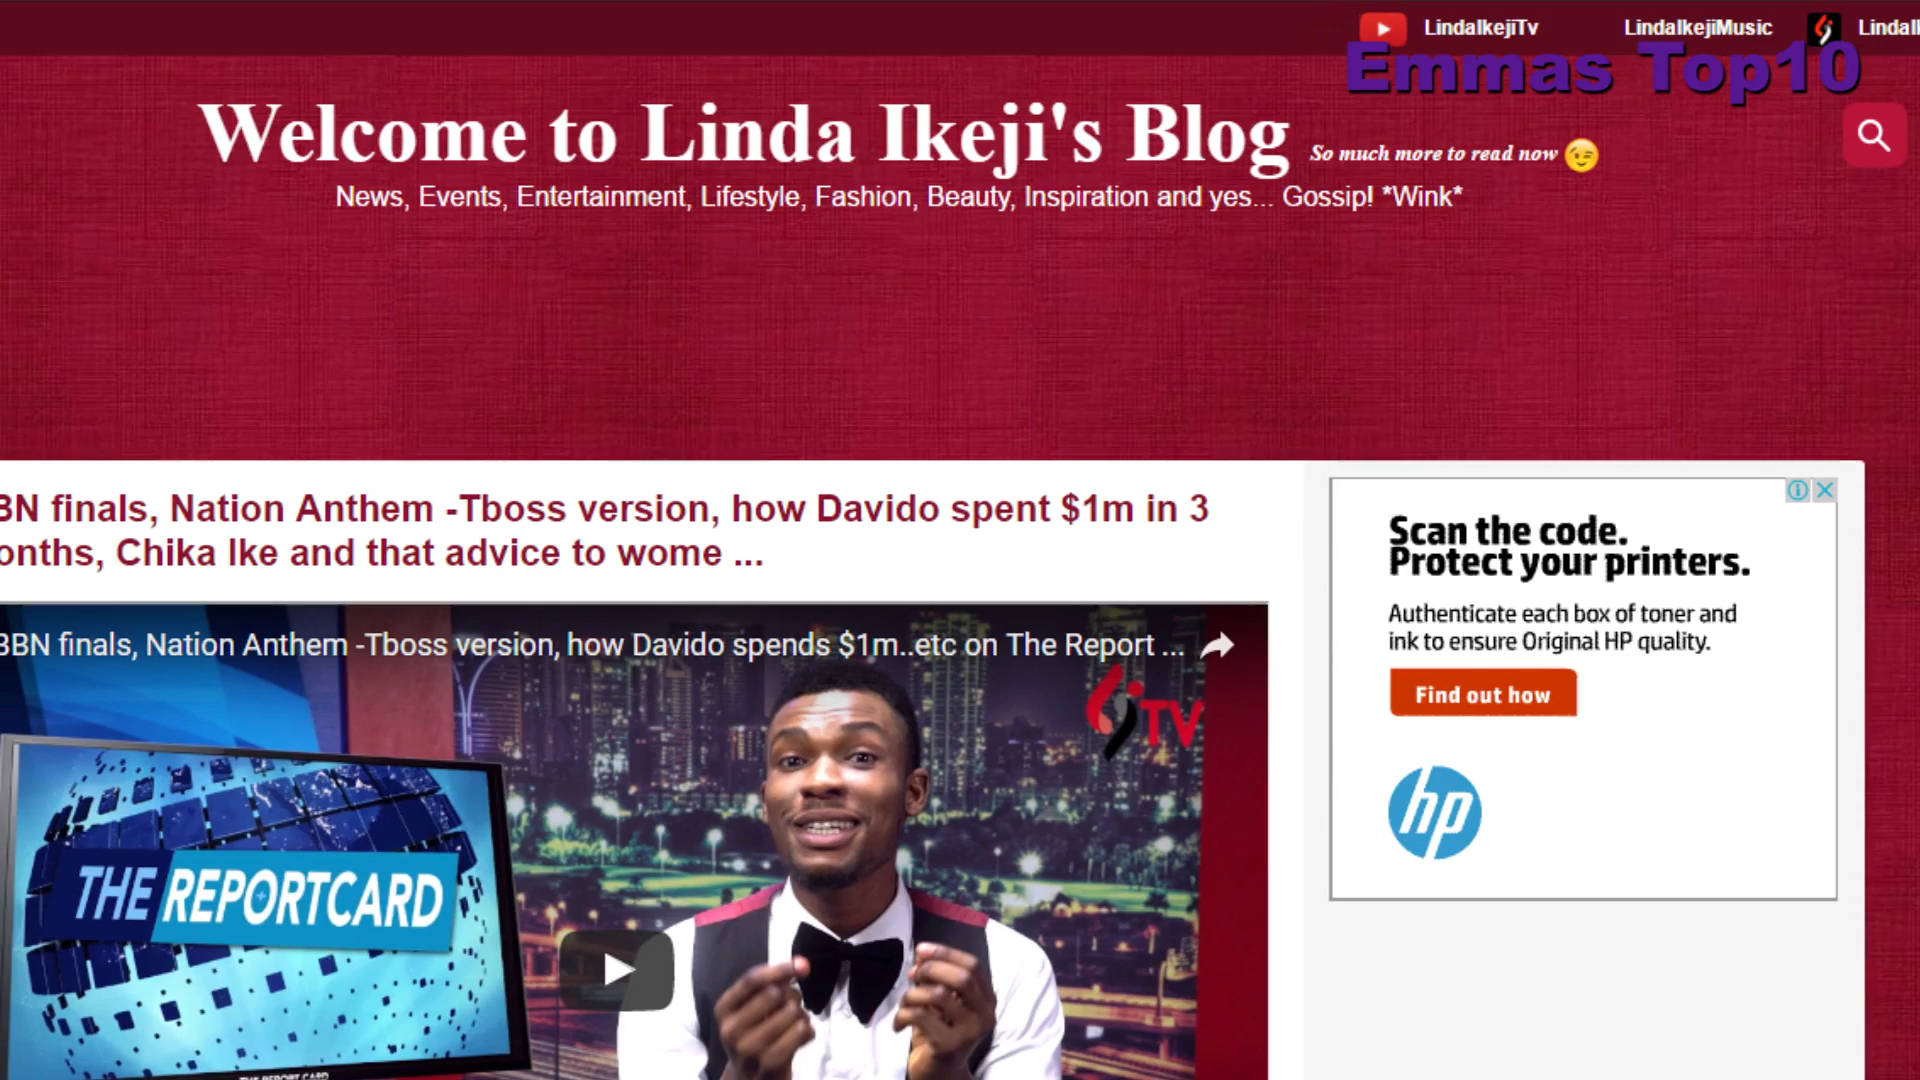 LindaIkejiTv LindaIkejiMusic LindaIk
Emmas Top10
Welcome to Linda Ikeji's Blog So much more to read now
News, Events, Entertainment, Lifestyle, Fashion, Beauty, Inspiration and yes... Gossip! *Wink*
BN finals, Nation Anthem -Tboss version, how Davido spent $1m in 3
onths, Chika Ike and that advice to wome ...
BBN finals, Nation Anthem -Tboss version, how Davido spends $1m..etc on The Report ...
TV
THE REPORTCARD
THE REPORT CARD
Scan the code.
Protect your printers.
Authenticate each box of toner and
ink to ensure Original HP quality.
Find out how
hp